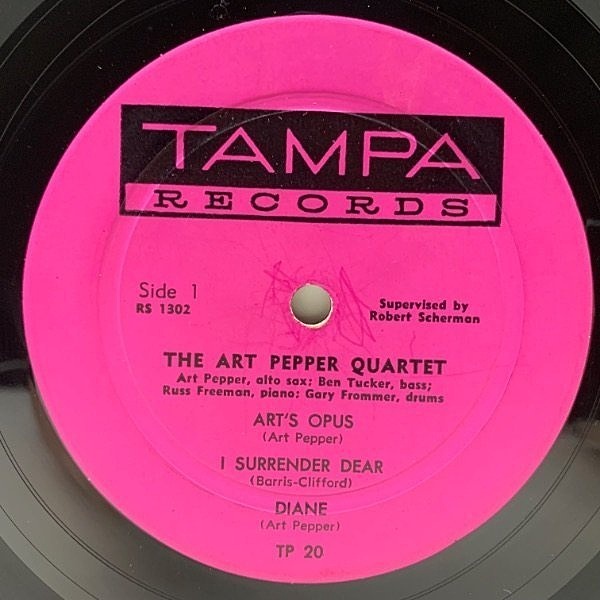 TAMPA
RECORDS
Side 1
RS 1302
Supervised by
Robert Scherman
THE ART PEPPER QUARTET
Art Pepper, alto sax; Ben Tucker, bass;
Russ Freeman, piano; Gary Frommer, drums
ART'S OPUS
(Art Pepper)
I SURRENDER DEAR
(Barris-Clifford)
DIANE
(Art Pepper)
TP 20